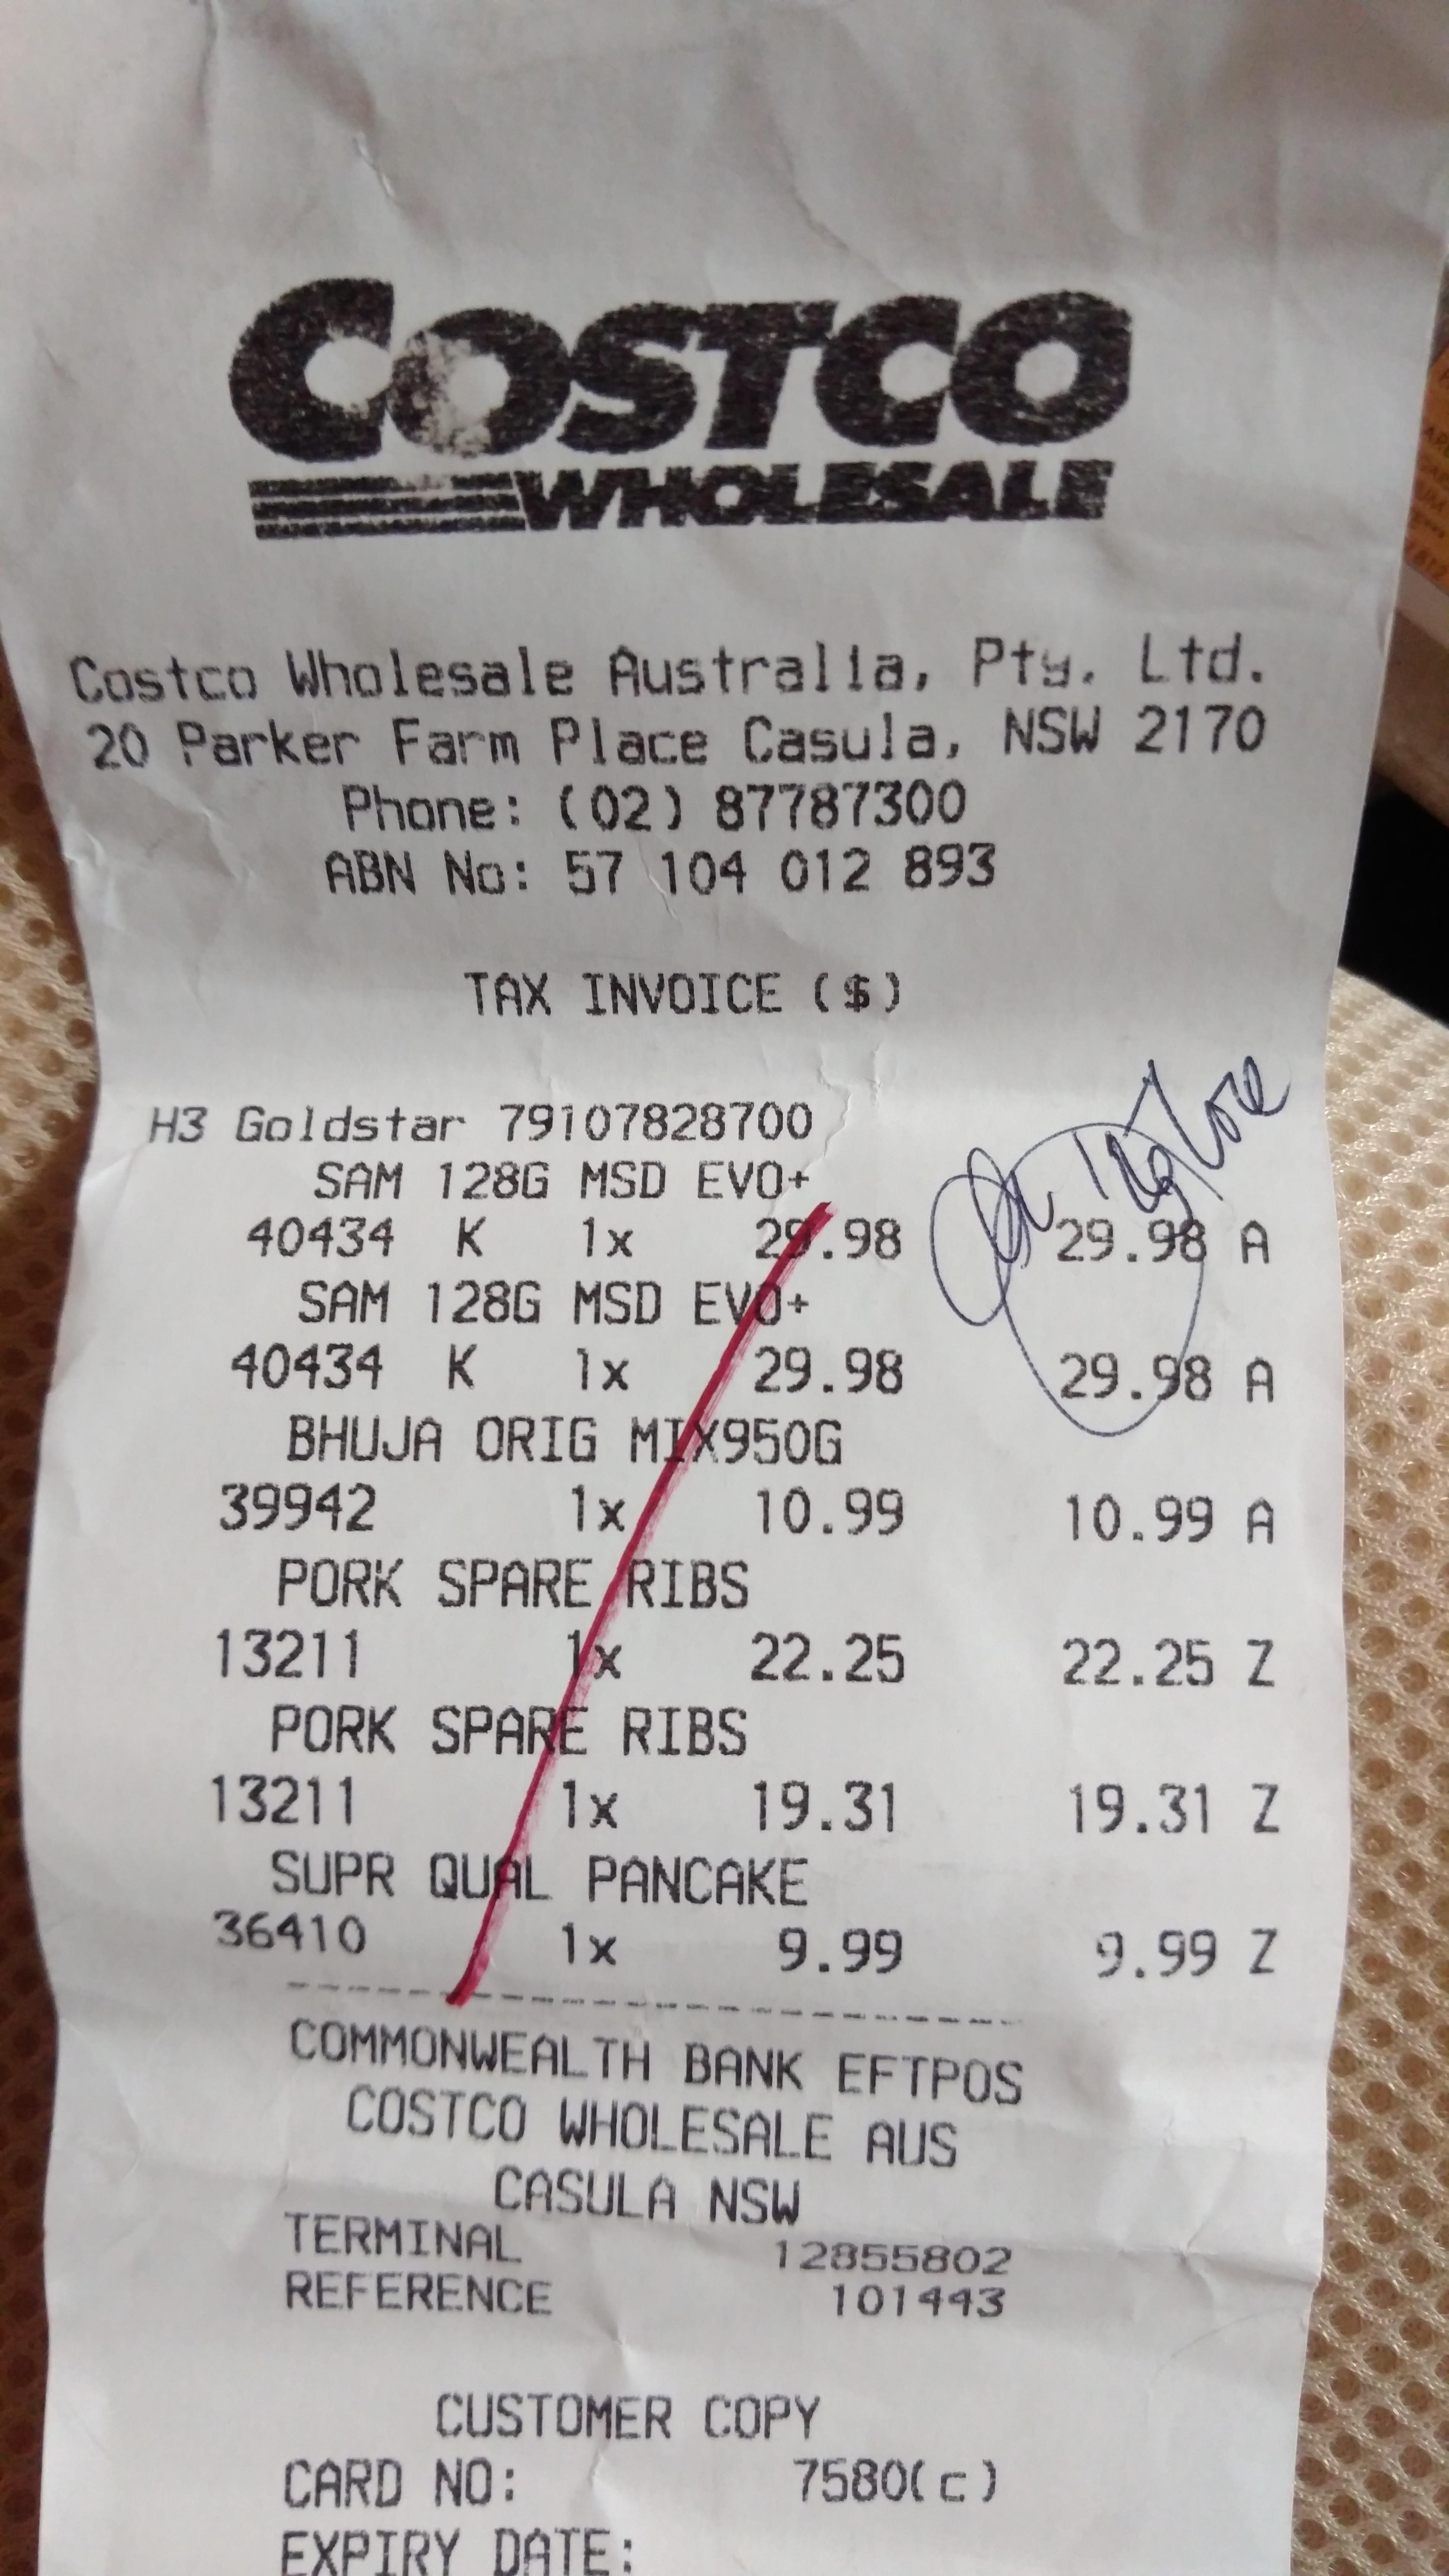 COSTCO
WHOLESALE
Costco Wholesale Australia, Pty. Ltd.
20 Parker Farm Place Casula, NSW 2170
Phone: (02) 87787300
ABN No: 57 104 012 893
TAX INVOICE ($)
H3 Goldstar 79107828700
SAM 128G MSD EVO+
40434 K 1x 29.98 29.98 A
SAM 128G MSD EVO+
40434 K 1x 29.98 29.98 A
BHUJA ORIG MIX950G
39942 1x 10.99 10.99 A
PORK SPARE RIBS
13211 1x 22.25 22.25 Z
PORK SPARE RIBS
13211 1x 19.31 19.31 Z
SUPR QUAL PANCAKE
36410 1x 9.99 9.99 Z
COMMONWEALTH BANK EFTPOS
COSTCO WHOLESALE AUS
CASULA NSW
TERMINAL 12855802
REFERENCE 101443
CUSTOMER COPY
CARD NO: 7580(c)
EXPIRY DATE: